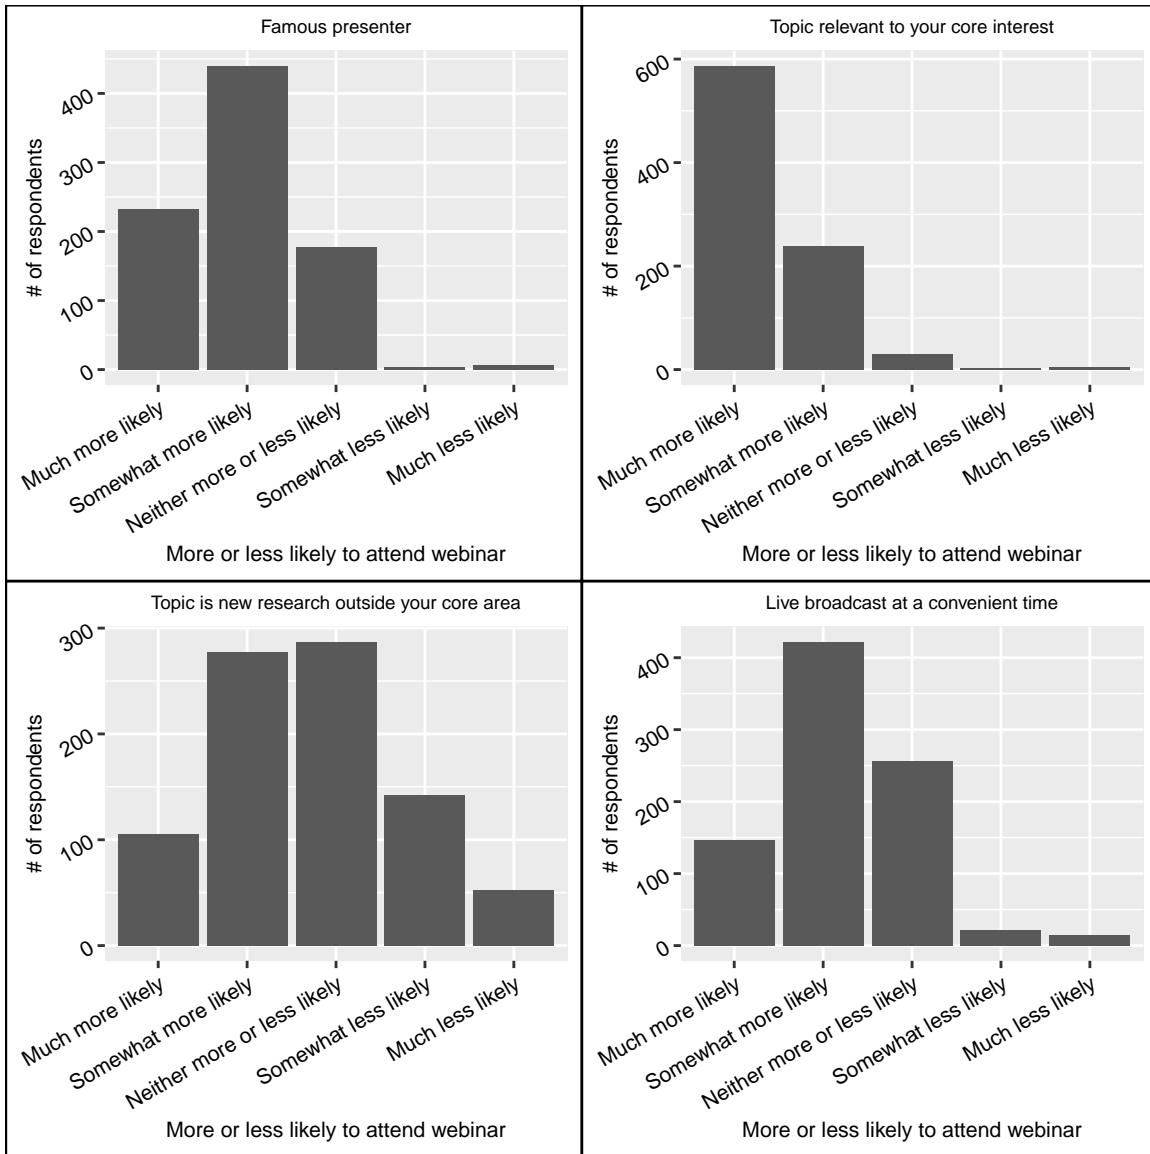 Famous presenter
# of respondents
400
300
200
100
0
Much more likely
Somewhat more likely
Neither more or less likely
Somewhat less likely
Much less likely
More or less likely to attend webinar
Topic relevant to your core interest
# of respondents
600
400
200
0
Much more likely
Somewhat more likely
Neither more or less likely
Somewhat less likely
Much less likely
More or less likely to attend webinar
Topic is new research outside your core area
# of respondents
300
200
100
0
Much more likely
Somewhat more likely
Neither more or less likely
Somewhat less likely
Much less likely
More or less likely to attend webinar
Live broadcast at a convenient time
# of respondents
400
300
200
100
0
Much more likely
Somewhat more likely
Neither more or less likely
Somewhat less likely
Much less likely
More or less likely to attend webinar